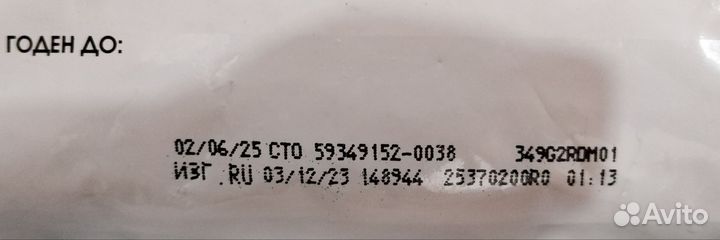 ГОДЕН ДО:
02/06/25 СТО 59349152-0038 349G2RDM01
ИЗГ.RU 03/12/23 148944 25370200R0 01:13
Avito